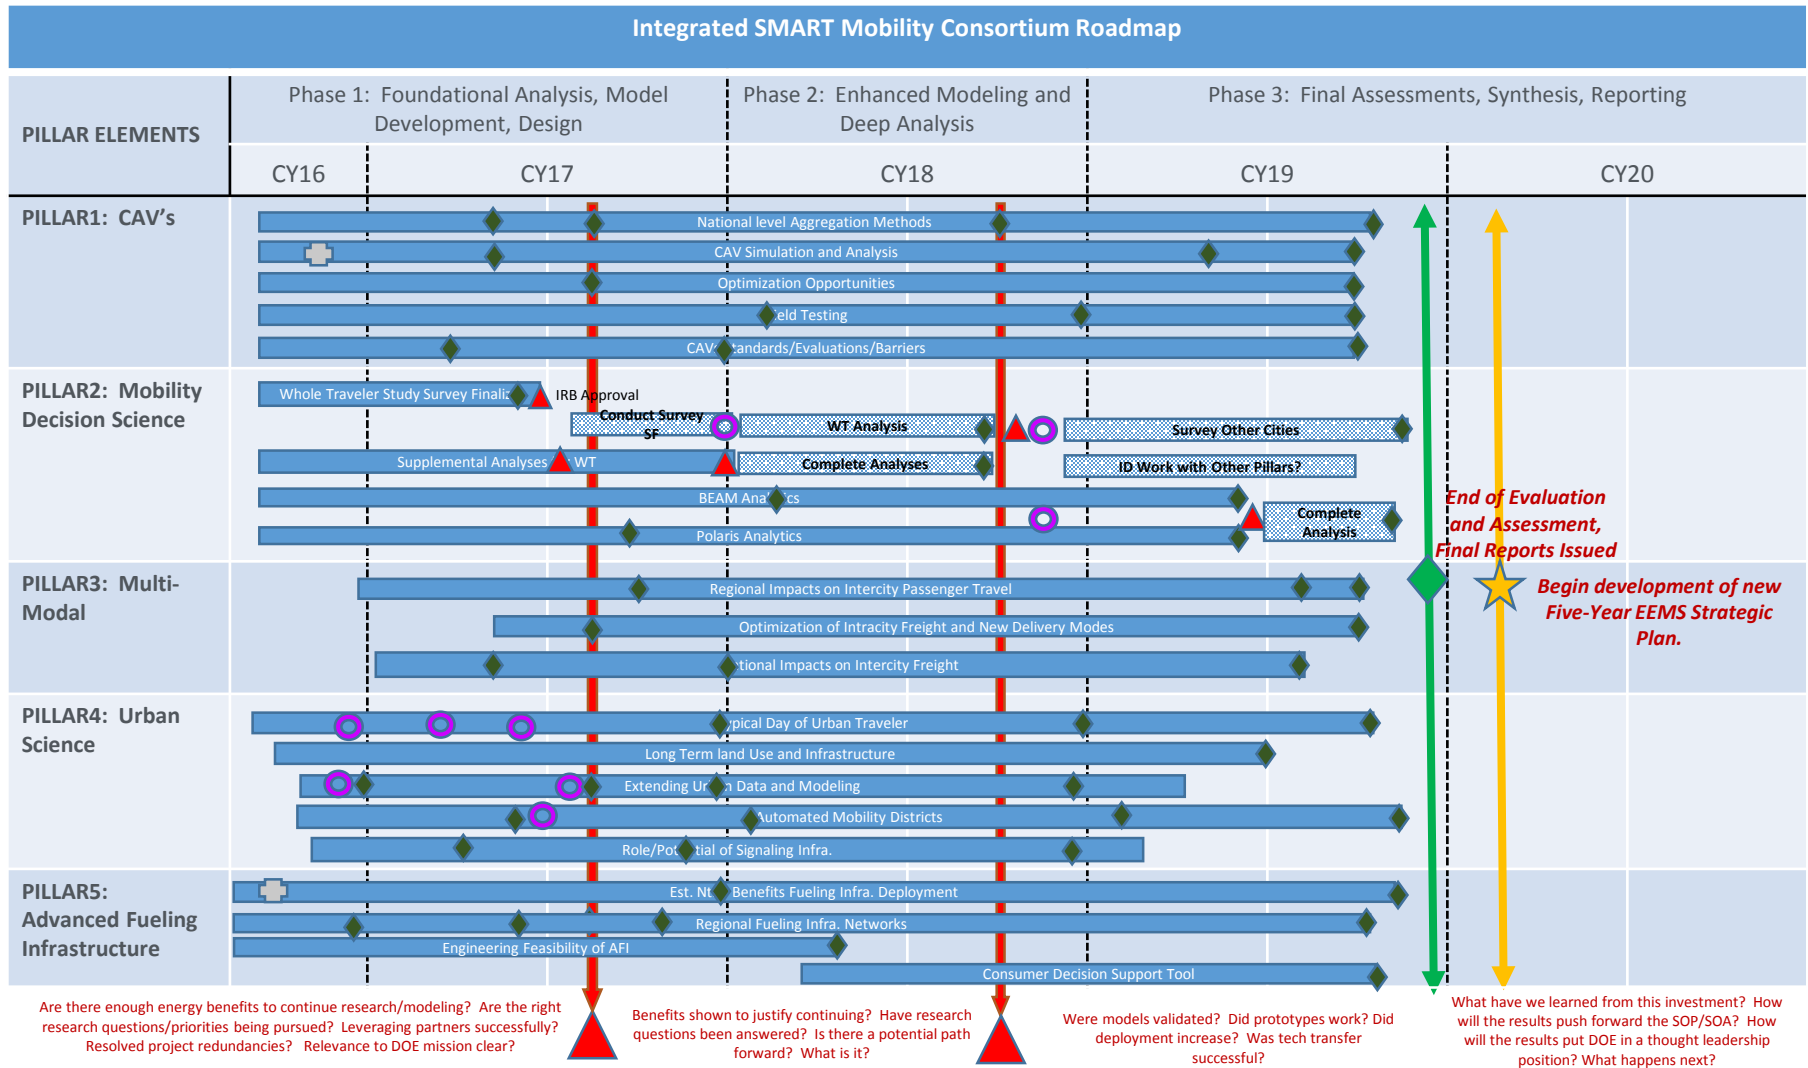 Integrated SMART Mobility Consortium Roadmap
PILLAR ELEMENTS
Phase 1:  Foundational Analysis, Model
Development, Design
Phase 2:  Enhanced Modeling and
Deep Analysis
Phase 3:  Final Assessments, Synthesis, Reporting
CY16
CY17
CY18
CY19
CY20
PILLAR1:  CAV's
National level Aggregation Methods
CAV Simulation and Analysis
Optimization Opportunities
eld Testing
CAV tandards/Evaluations/Barriers
PILLAR2:  Mobility
Decision Science
Whole Traveler Study Survey Finali
IRB Approval
Conduct Survey
SF
WT Analysis
Survey Other Cities
Supplemental Analyses WT
Complete Analyses
ID Work with Other Pillars?
BEAM Ana tics
Polaris Analytics
Complete
Analysis
End of Evaluation
and Assessment,
Final Reports Issued
PILLAR3:  Multi-
Modal
Regional Impacts on Intercity Passenger Travel
Optimization of Intracity Freight and New Delivery Modes
tional Impacts on Intercity Freight
Begin development of new
Five-Year EEMS Strategic
Plan.
PILLAR4:  Urban
Science
pical Day of Urban Traveler
Long Term land Use and Infrastructure
Extending Ur n Data and Modeling
Automated Mobility Districts
Role/Pot tial of Signaling Infra.
PILLAR5:
Advanced Fueling
Infrastructure
Est. Nt Benefits Fueling Infra. Deployment
Regional Fueling Infra. Networks
Engineering Feasibility of AFI
Consumer Decision Support Tool
Are there enough energy benefits to continue research/modeling?  Are the right
research questions/priorities being pursued?  Leveraging partners successfully?
Resolved project redundancies?   Relevance to DOE mission clear?
Benefits shown to justify continuing?  Have research
questions been answered?  Is there a potential path
forward?  What is it?
Were models validated?  Did prototypes work? Did
deployment increase?  Was tech transfer
successful?
What have we learned from this investment?  How
will the results push forward the SOP/SOA?  How
will the results put DOE in a thought leadership
position? What happens next?